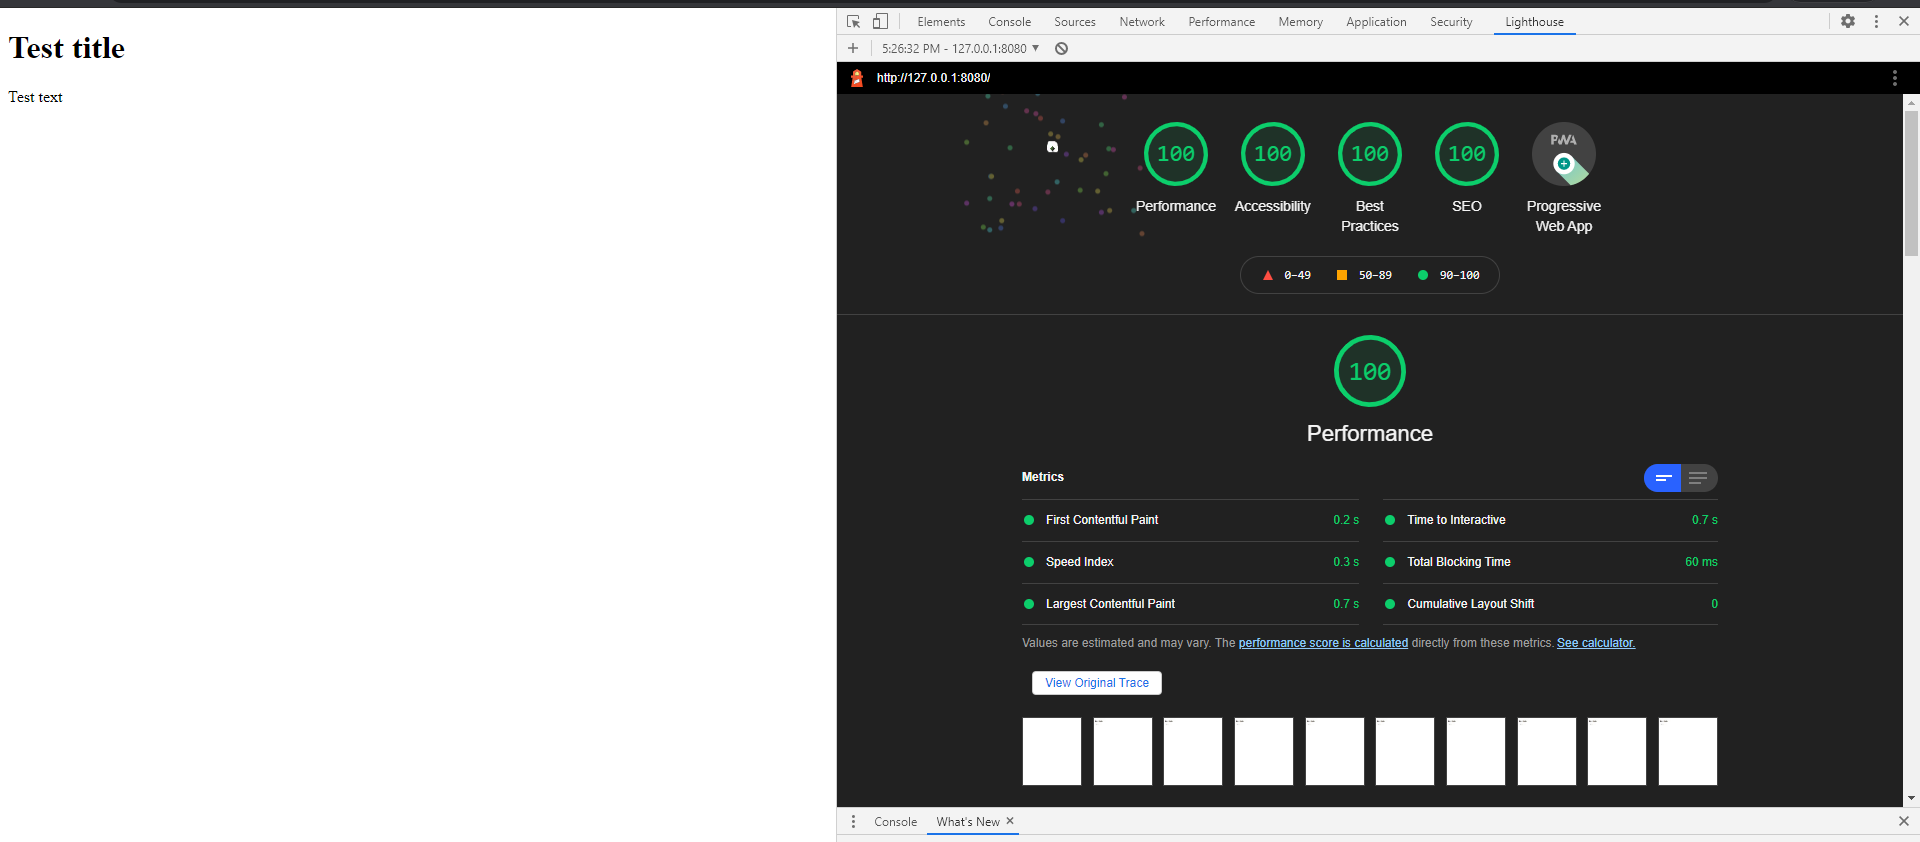 Test title
Test text
Elements Console Sources Network Performance Memory Application Security Lighthouse
5:26:32 PM - 127.0.0.1:8080
http://127.0.0.1:8080/
100 100 100 100 PWA
Performance Accessibility Best Practices SEO Progressive Web App
0–49 50–89 90–100
100
Performance
Metrics
First Contentful Paint 0.2 s
Time to Interactive 0.7 s
Speed Index 0.3 s
Total Blocking Time 60 ms
Largest Contentful Paint 0.7 s
Cumulative Layout Shift 0
Values are estimated and may vary. The performance score is calculated directly from these metrics. See calculator.
View Original Trace
Console What's New